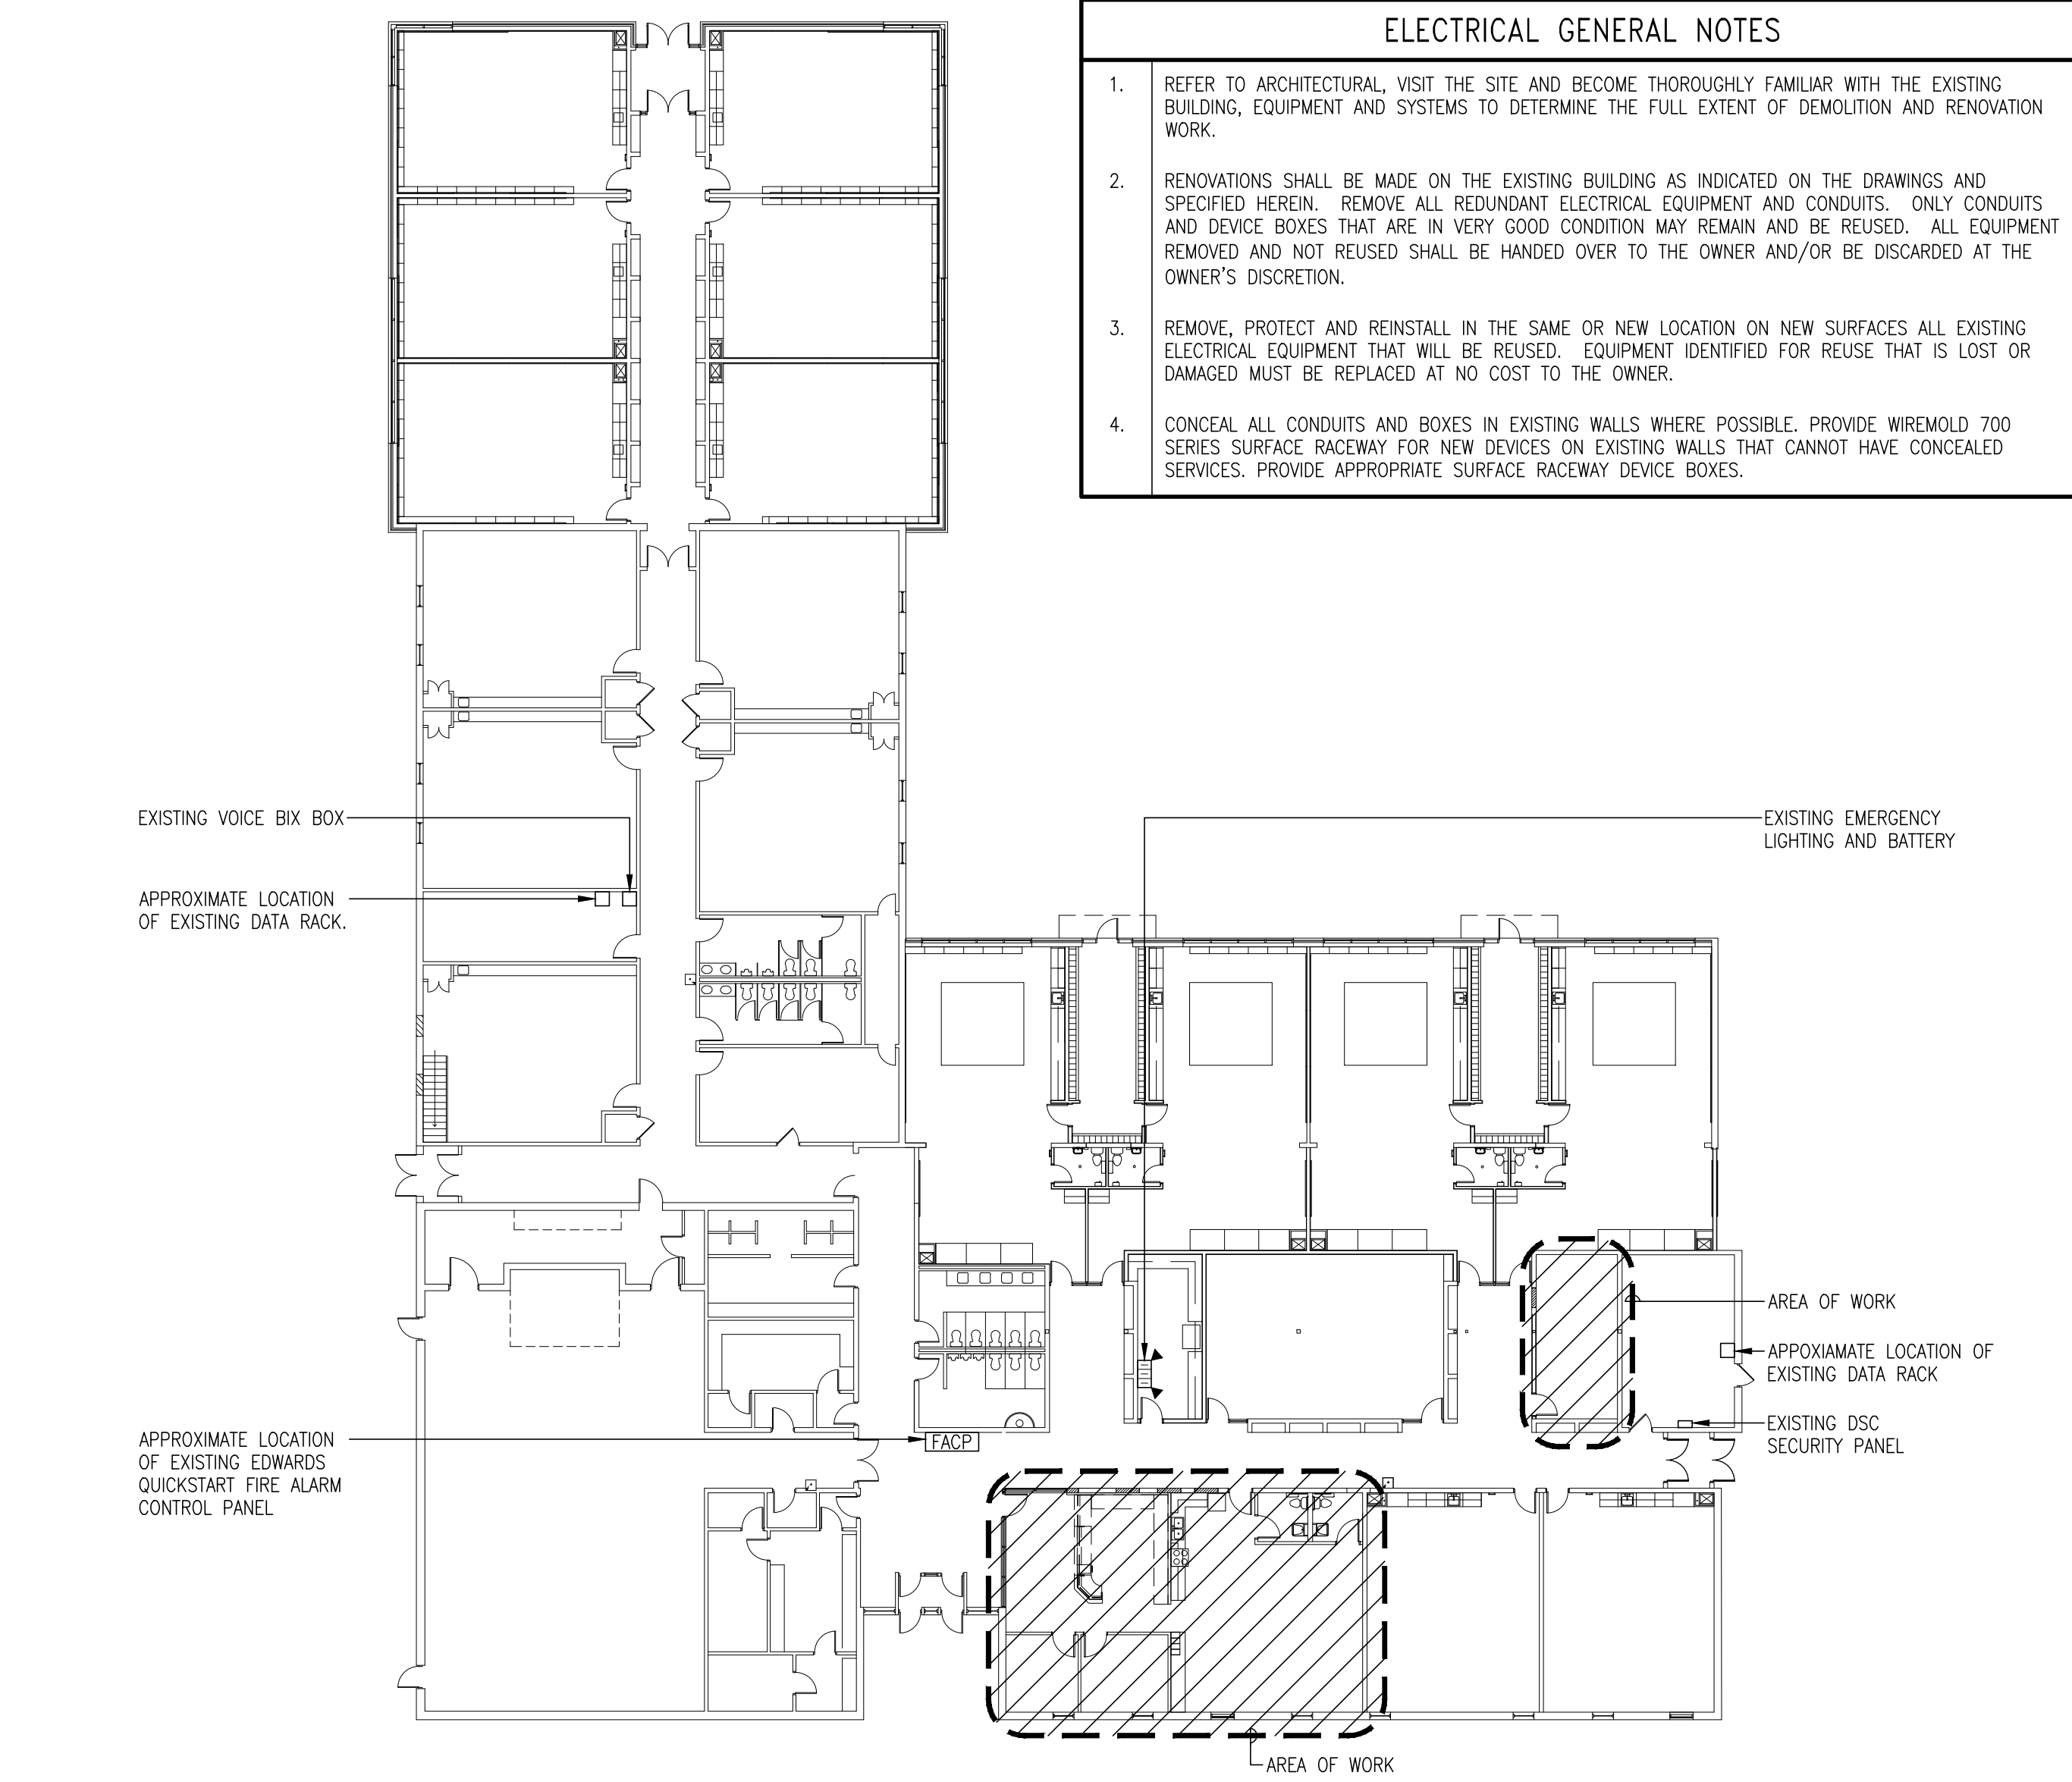 ELECTRICAL GENERAL NOTES
1. REFER TO ARCHITECTURAL, VISIT THE SITE AND BECOME THOROUGHLY FAMILIAR WITH THE EXISTING
BUILDING, EQUIPMENT AND SYSTEMS TO DETERMINE THE FULL EXTENT OF DEMOLITION AND RENOVATION
WORK.
2. RENOVATIONS SHALL BE MADE ON THE EXISTING BUILDING AS INDICATED ON THE DRAWINGS AND
SPECIFIED HEREIN. REMOVE ALL REDUNDANT ELECTRICAL EQUIPMENT AND CONDUITS. ONLY CONDUITS
AND DEVICE BOXES THAT ARE IN VERY GOOD CONDITION MAY REMAIN AND BE REUSED. ALL EQUIPMENT
REMOVED AND NOT REUSED SHALL BE HANDED OVER TO THE OWNER AND/OR BE DISCARDED AT THE
OWNER'S DISCRETION.
3. REMOVE, PROTECT AND REINSTALL IN THE SAME OR NEW LOCATION ON NEW SURFACES ALL EXISTING
ELECTRICAL EQUIPMENT THAT WILL BE REUSED. EQUIPMENT IDENTIFIED FOR REUSE THAT IS LOST OR
DAMAGED MUST BE REPLACED AT NO COST TO THE OWNER.
4. CONCEAL ALL CONDUITS AND BOXES IN EXISTING WALLS WHERE POSSIBLE. PROVIDE WIREMOLD 700
SERIES SURFACE RACEWAY FOR NEW DEVICES ON EXISTING WALLS THAT CANNOT HAVE CONCEALED
SERVICES. PROVIDE APPROPRIATE SURFACE RACEWAY DEVICE BOXES.
EXISTING VOICE BIX BOX
APPROXIMATE LOCATION
OF EXISTING DATA RACK.
EXISTING EMERGENCY
LIGHTING AND BATTERY
AREA OF WORK
APPOXIAMATE LOCATION OF
EXISTING DATA RACK
EXISTING DSC
SECURITY PANEL
APPROXIMATE LOCATION
OF EXISTING EDWARDS
QUICKSTART FIRE ALARM
CONTROL PANEL
FACP
AREA OF WORK